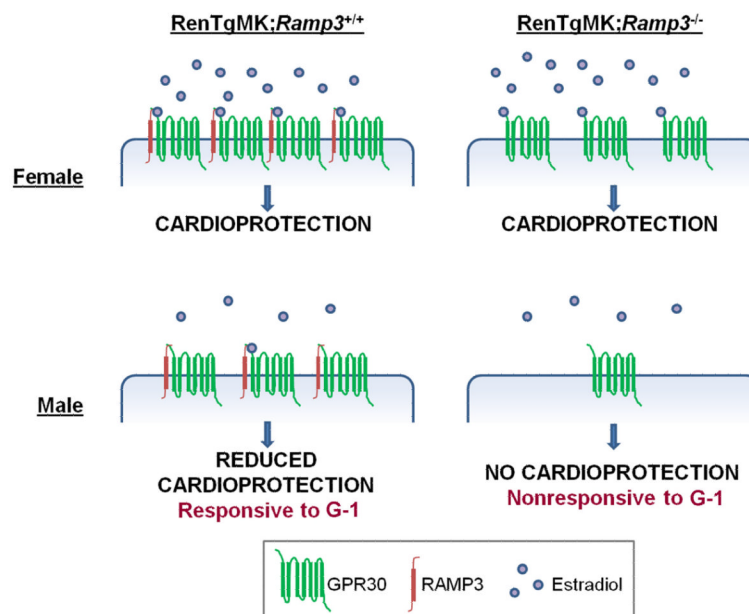 RenTgMK;Ramp3+/+
RenTgMK;Ramp3-/-
Female
CARDIOPROTECTION
CARDIOPROTECTION
Male
REDUCED
CARDIOPROTECTION
Responsive to G-1
NO CARDIOPROTECTION
Nonresponsive to G-1
GPR30
RAMP3
Estradiol